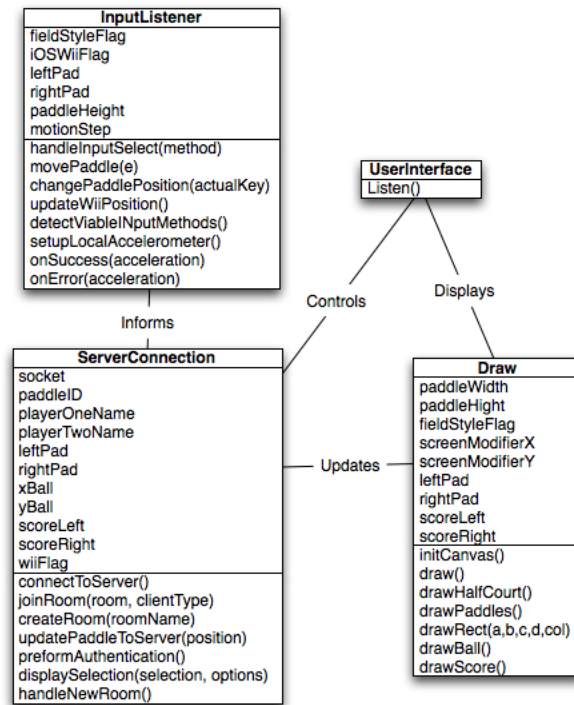 InputListener
fieldStyleFlag
iOSWiiFlag
leftPad
rightPad
paddleHeight
motionStep
handleInputSelect(method)
movePaddle(e)
changePaddlePosition(actualKey)
updateWiiPosition()
detectViableINputMethods()
setupLocalAccelerometer()
onSuccess(acceleration)
onError(acceleration)
UserInterface
Listen()
Informs
Controls
Displays
ServerConnection
socket
paddleID
playerOneName
playerTwoName
leftPad
rightPad
xBall
yBall
scoreLeft
scoreRight
wiiFlag
connectToServer()
joinRoom(room, clientType)
createRoom(roomName)
updatePaddleToServer(position)
preformAuthentication()
displaySelection(selection, options)
handleNewRoom()
Updates
Draw
paddleWidth
paddleHight
fieldStyleFlag
screenModifierX
screenModifierY
leftPad
rightPad
scoreLeft
scoreRight
initCanvas()
draw()
drawHalfCourt()
drawPaddles()
drawRect(a,b,c,d,col)
drawBall()
drawScore()